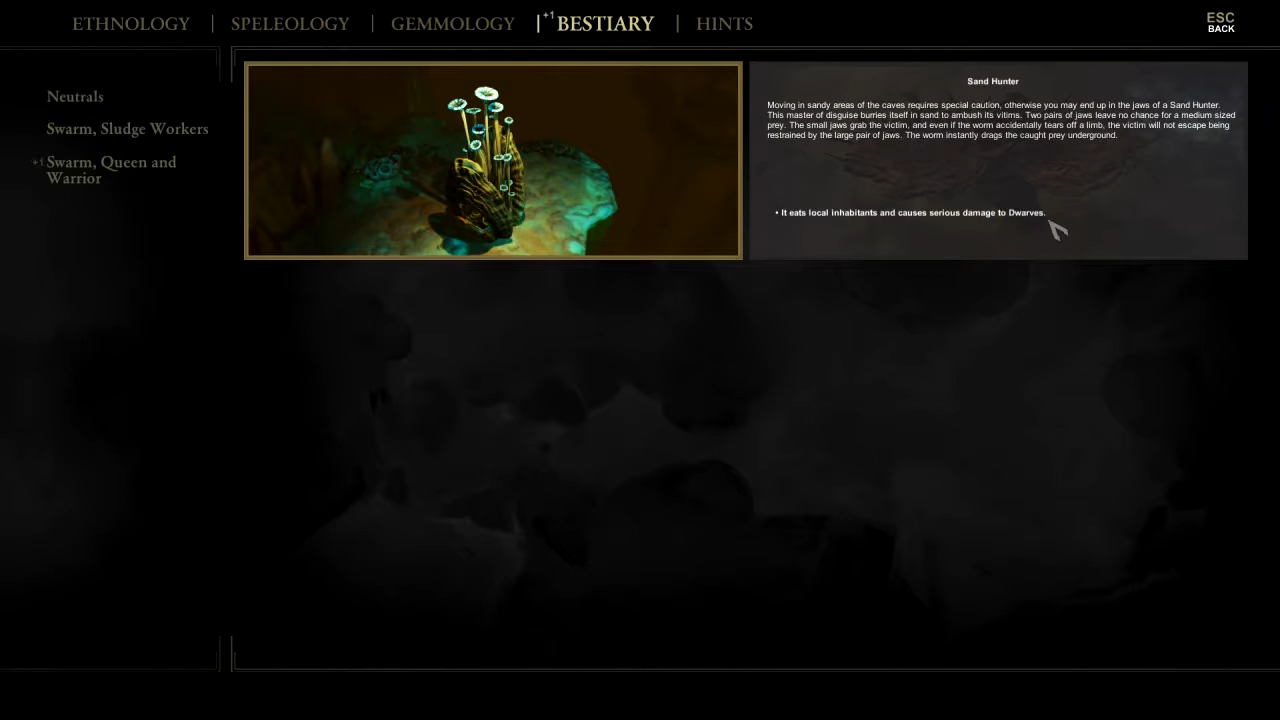 ETHNOLOGY | SPELEOLOGY | GEMMOLOGY | +1 BESTIARY | HINTS
ESC
BACK
Neutrals
Swarm, Sludge Workers
+1 Swarm, Queen and
Warrior
Sand Hunter
Moving in sandy areas of the caves requires special caution, otherwise you may end up in the jaws of a Sand Hunter.
This master of disguise burries itself in sand to ambush its vitims. Two pairs of jaws leave no chance for a medium sized
prey. The small jaws grab the victim, and even if the worm accidentally tears off a limb, the victim will not escape being
restrained by the large pair of jaws. The worm instantly drags the caught prey underground.
• It eats local inhabitants and causes serious damage to Dwarves.